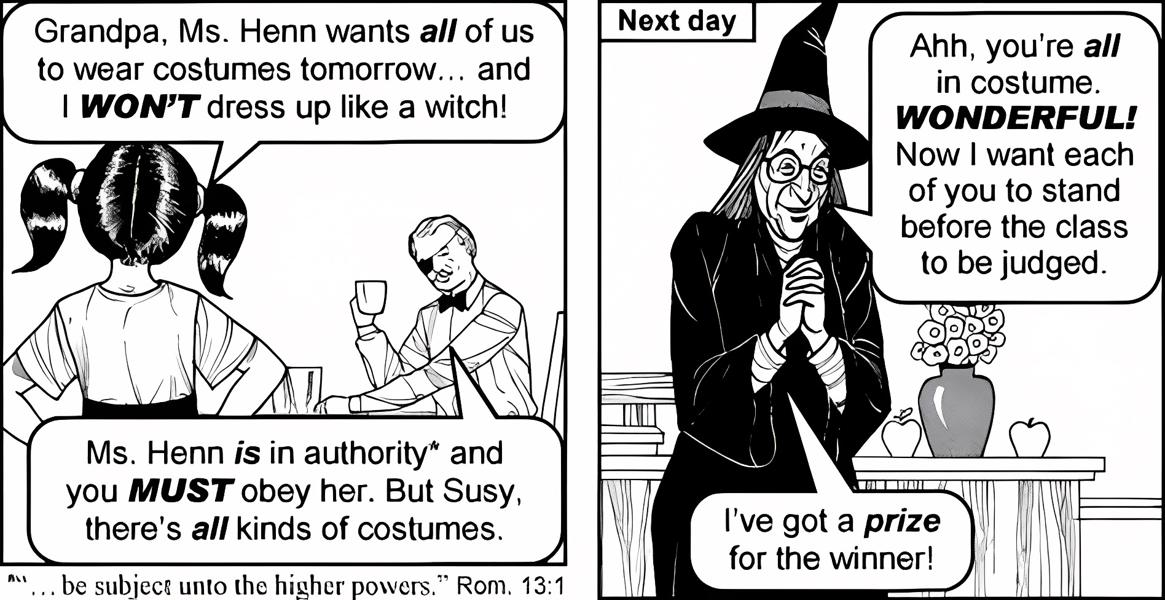 Grandpa, Ms. Henn wants all of us
to wear costumes tomorrow... and
I WON'T dress up like a witch!
Ms. Henn is in authority* and
you MUST obey her. But Susy,
there's all kinds of costumes.
"... be subject unto the higher powers." Rom. 13:1
Next day
Ahh, you're all
in costume.
WONDERFUL!
Now I want each
of you to stand
before the class
to be judged.
I've got a prize
for the winner!